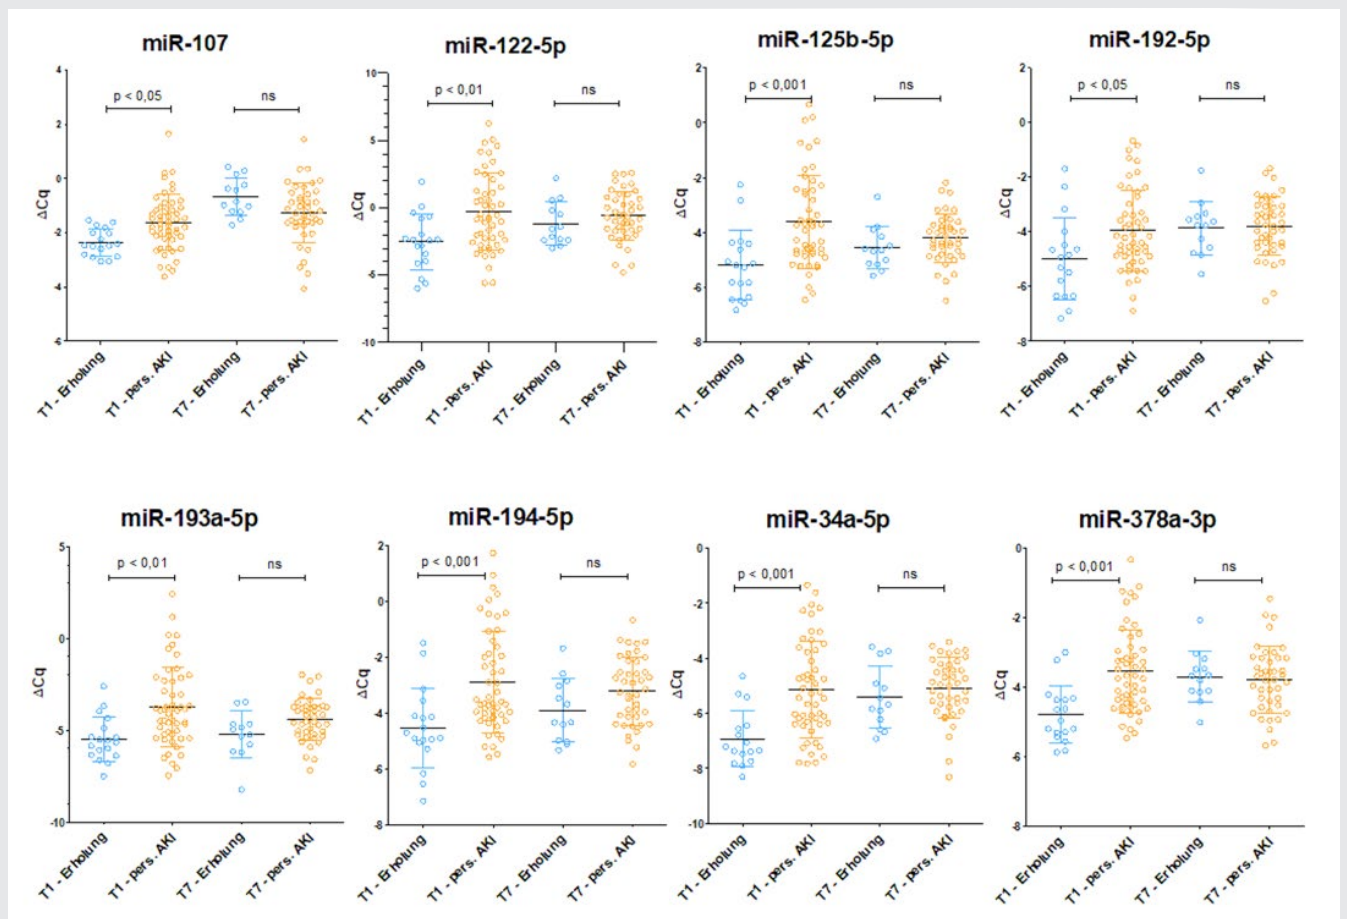 miR-107
miR-122-5p
miR-125b-5p
miR-192-5p
p < 0,05
ns
p < 0,01
ns
p < 0,001
ns
p < 0,05
ns
ΔCq
4
2
0
-2
-4
-6
ΔCq
10
5
0
-5
-10
ΔCq
2
0
-2
-4
-6
-8
ΔCq
2
0
-2
-4
-6
-8
T1 - Erholung
T1 - pers. AKI
T7 - Erholung
T7 - pers. AKI
T1 - Erholung
T1 - pers. AKI
T7 - Erholung
T7 - pers. AKI
T1 - Erholung
T1 - pers. AKI
T7 - Erholung
T7 - pers. AKI
T1 - Erholung
T1 - pers. AKI
T7 - Erholung
T7 - pers. AKI
miR-193a-5p
miR-194-5p
miR-34a-5p
miR-378a-3p
p < 0,01
ns
p < 0,001
ns
p < 0,001
ns
p < 0,001
ns
ΔCq
5
0
-5
-10
ΔCq
2
0
-2
-4
-6
-8
ΔCq
0
-2
-4
-6
-8
-10
ΔCq
0
-2
-4
-6
-8
T1 - Erholung
T1 - pers. AKI
T7 - Erholung
T7 - pers. AKI
T1 - Erholung
T1 - pers. AKI
T7 - Erholung
T7 - pers. AKI
T1 - Erholung
T1 - pers. AKI
T7 - Erholung
T7 - pers. AKI
T1 - Erholung
T1 - pers. AKI
T7 - Erholung
T7 - pers. AKI